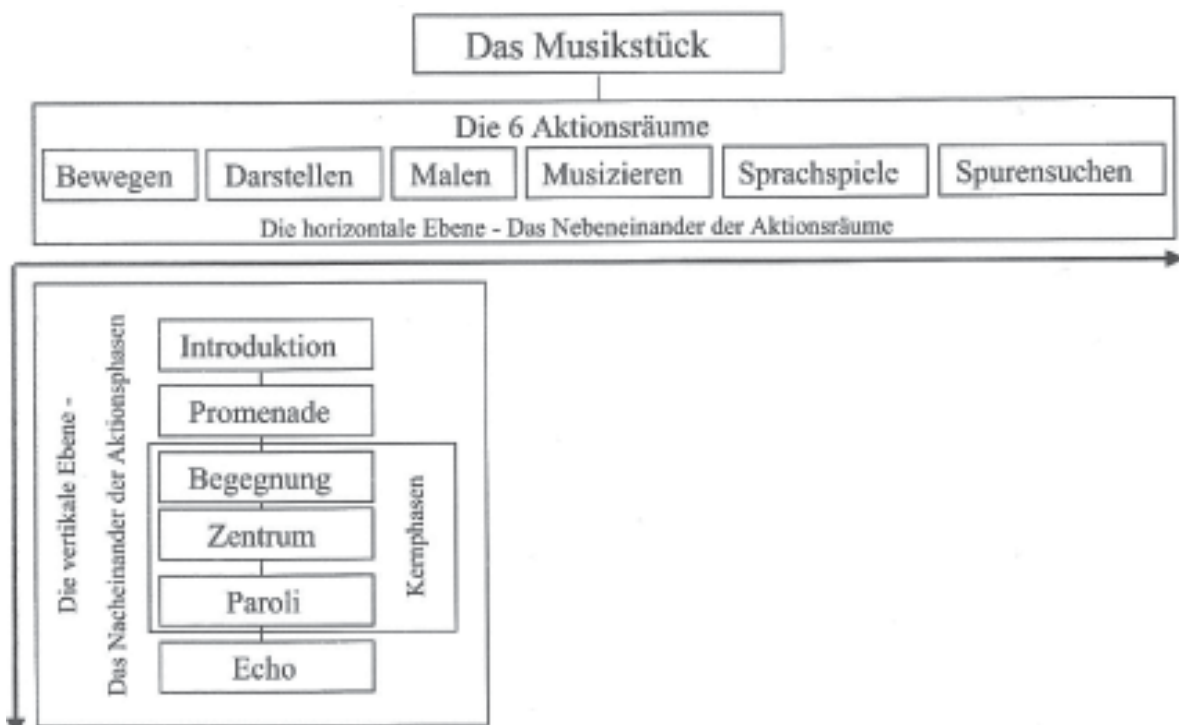 Das Musikstück
Die 6 Aktionsräume
Bewegen
Darstellen
Malen
Musizieren
Sprachspiele
Spurensuchen
Die horizontale Ebene - Das Nebeneinander der Aktionsräume
Die vertikale Ebene -
Das Nacheinander der Aktionsphasen
Introduktion
Promenade
Begegnung
Zentrum
Paroli
Echo
Kernphasen